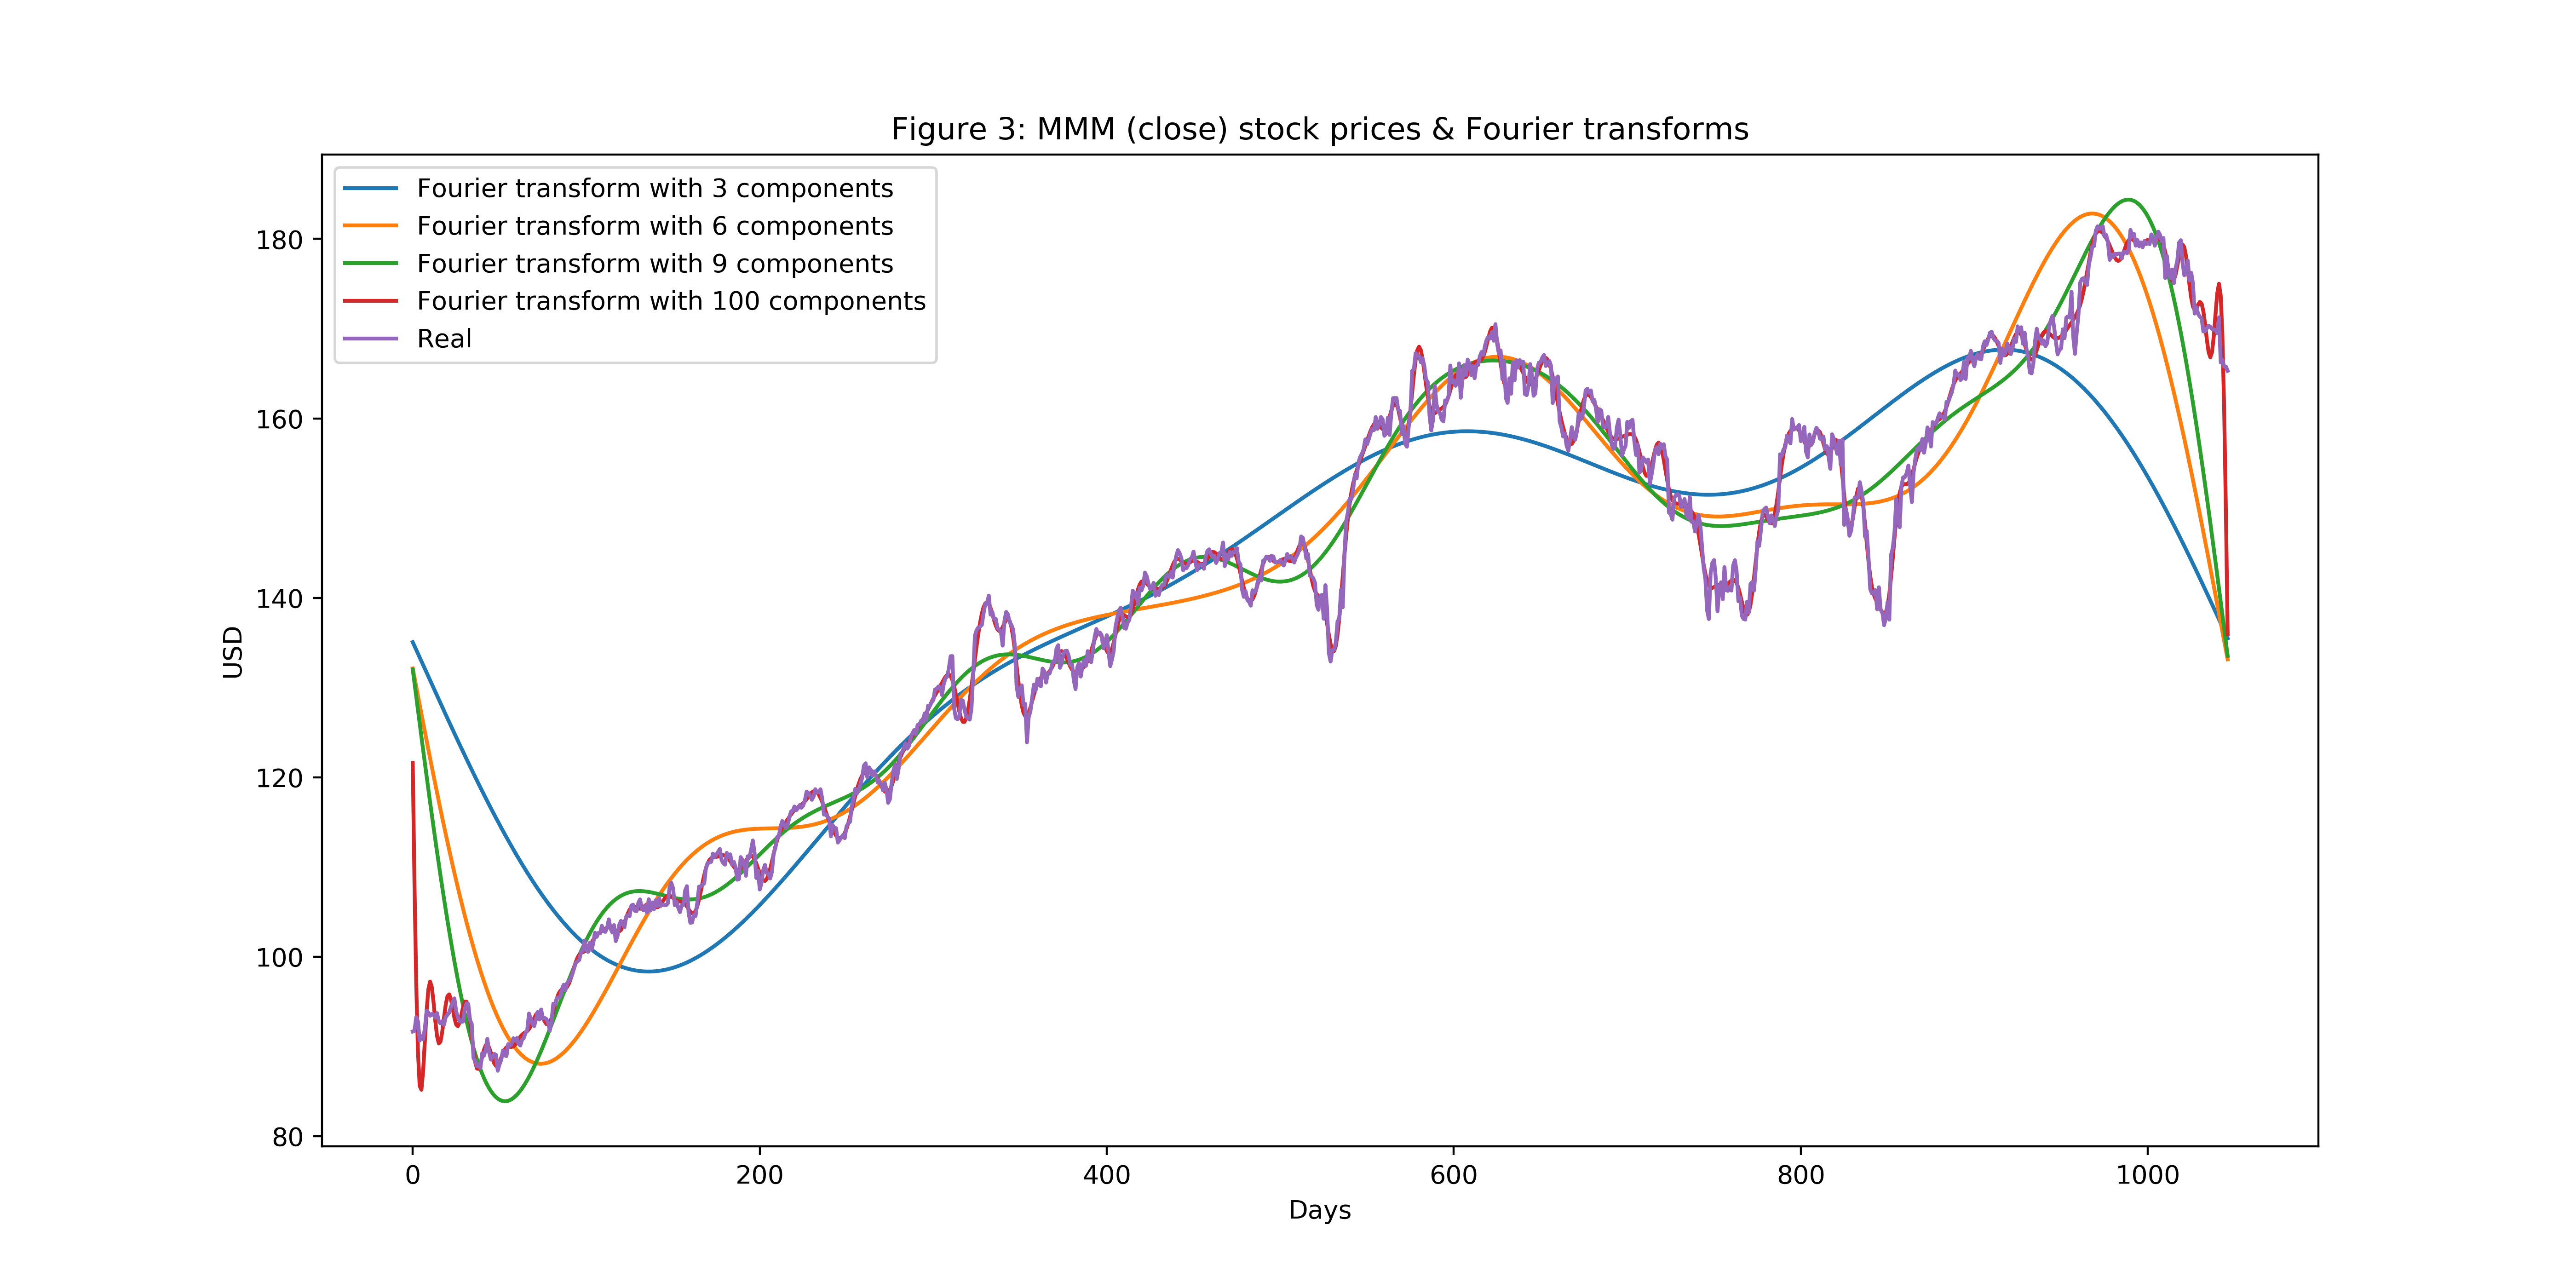 Figure 3: MMM (close) stock prices & Fourier transforms
Fourier transform with 3 components
Fourier transform with 6 components
Fourier transform with 9 components
Fourier transform with 100 components
Real
180
160
140
120
100
80
USD
0 200 400 600 800 1000
Days